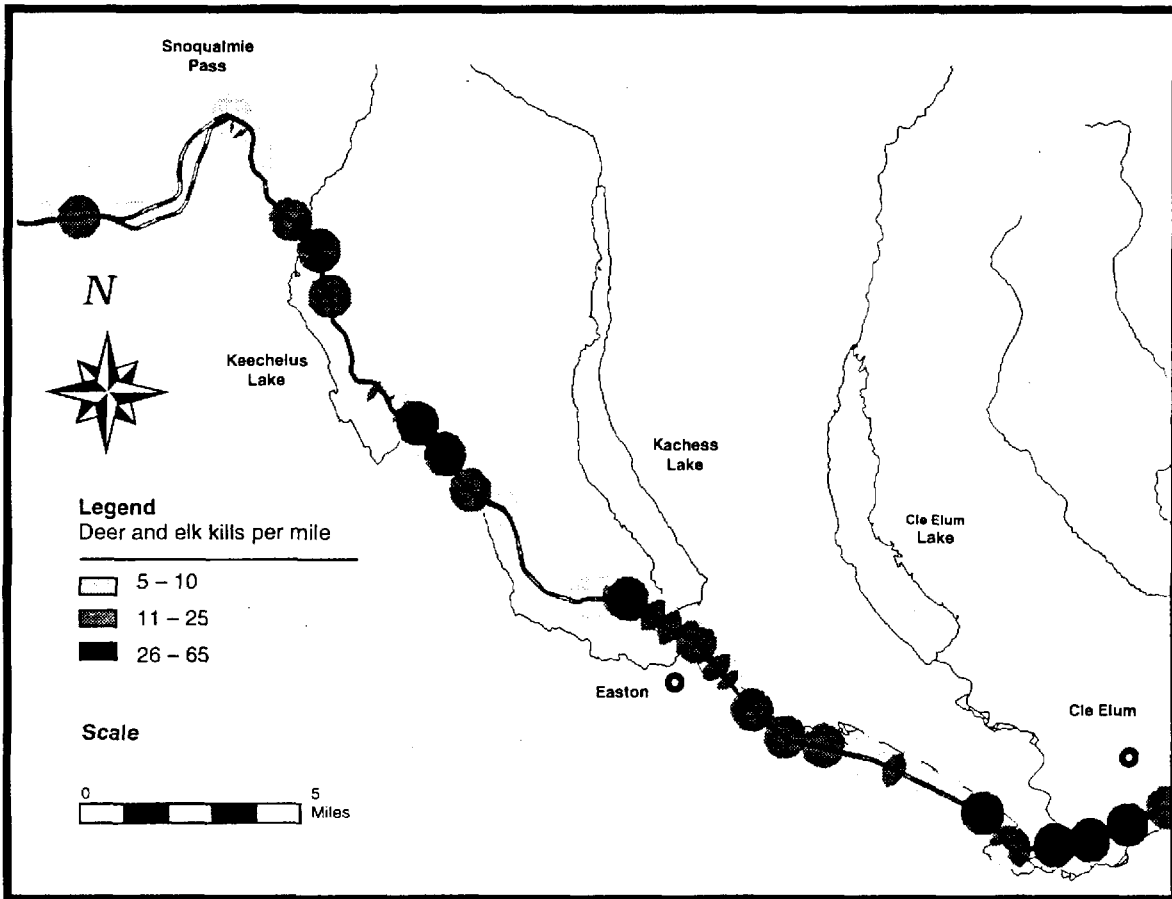 Snoqualmie
Pass
N
Keechelus
Lake
Kachess
Lake
Cle Elum
Lake
Legend
Deer and elk kills per mile
5 – 10
11 – 25
26 – 65
Easton
Cle Elum
Scale
0 5
Miles